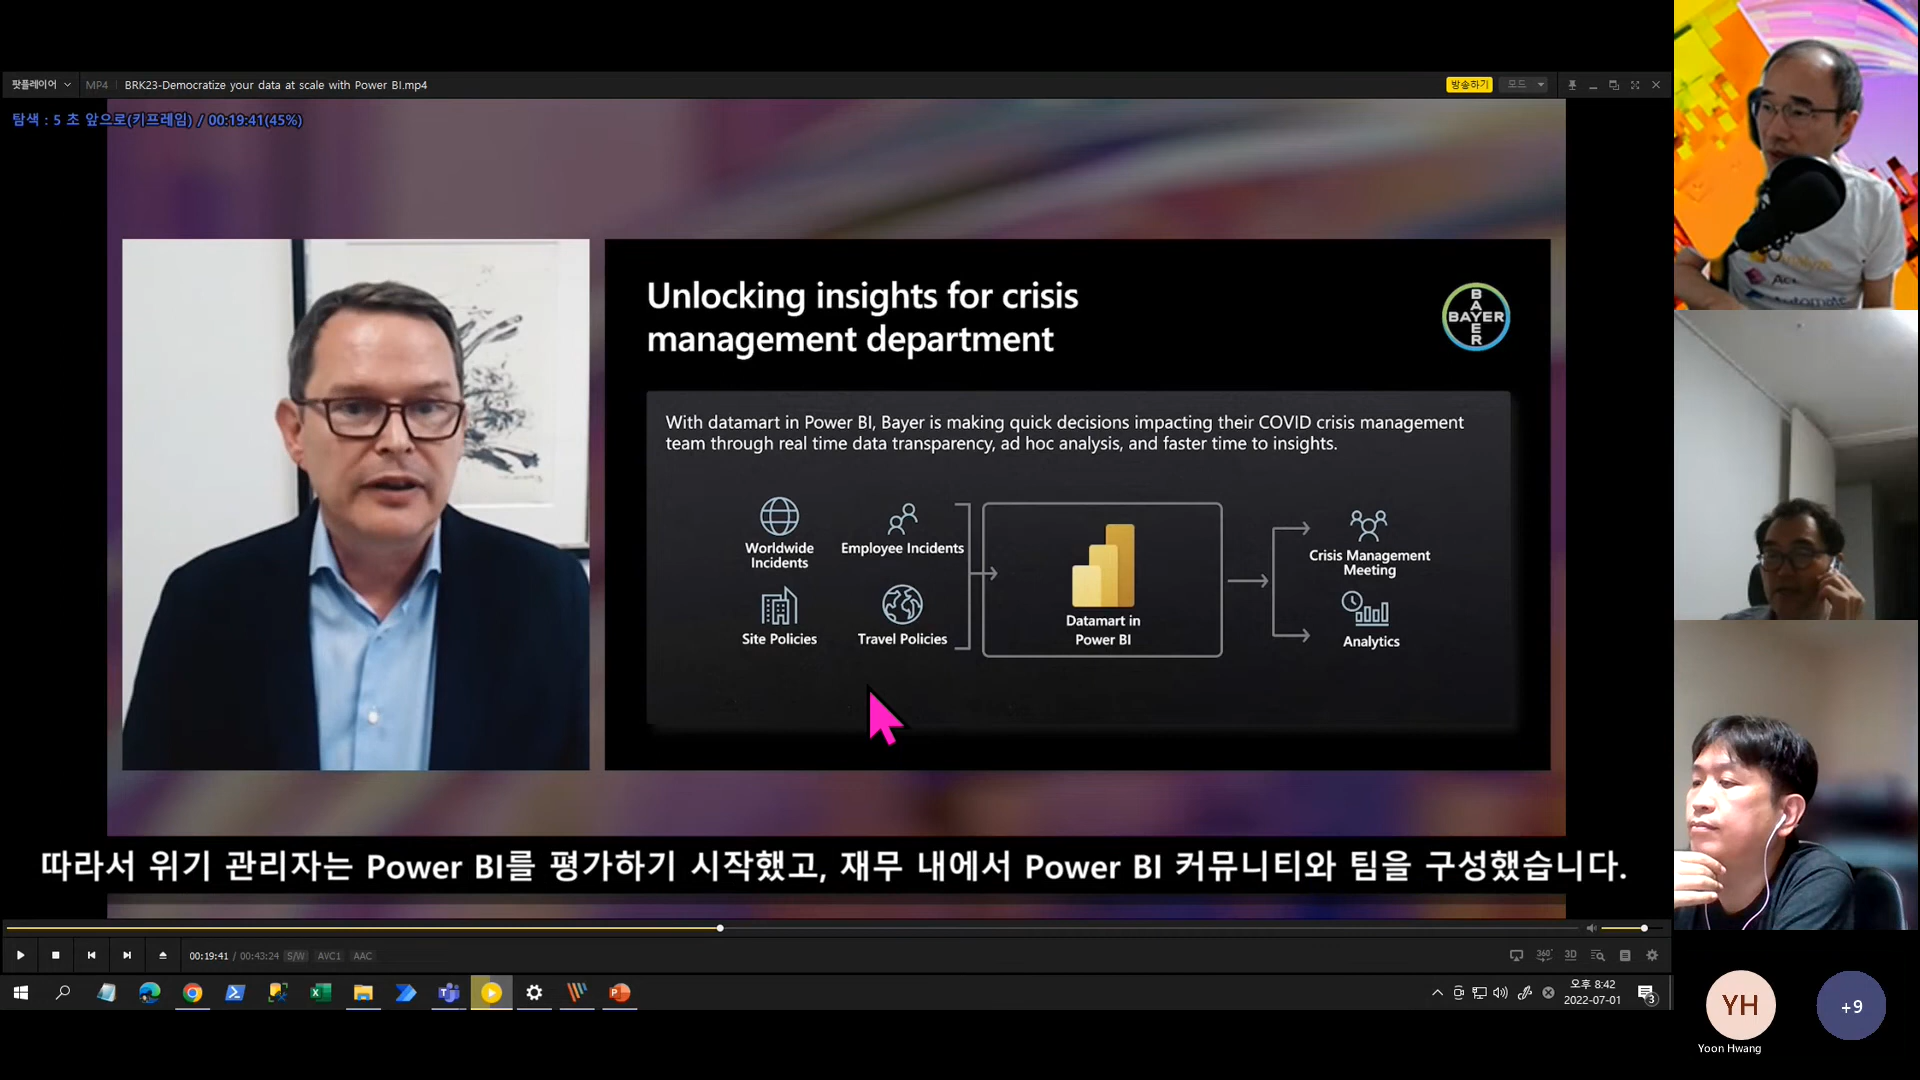 팟플레이어
MP4
BRK23-Democratize your data at scale with Power BI.mp4
방송하기
모드
탐색 : 5 초 앞으로(키프레임) / 00:19:41(45%)
Unlocking insights for crisis
management department
BAYER
BAYER
With datamart in Power BI, Bayer is making quick decisions impacting their COVID crisis management
team through real time data transparency, ad hoc analysis, and faster time to insights.
Worldwide
Incidents
Employee Incidents
Site Policies
Travel Policies
Datamart in
Power BI
Crisis Management
Meeting
Analytics
따라서 위기 관리자는 Power BI를 평가하기 시작했고, 재무 내에서 Power BI 커뮤니티와 팀을 구성했습니다.
00:19:41 / 00:43:24 S/W AVC1 AAC
360°
3D
오후 8:42
2022-07-01
3
Automate
YH
+9
Yoon Hwang